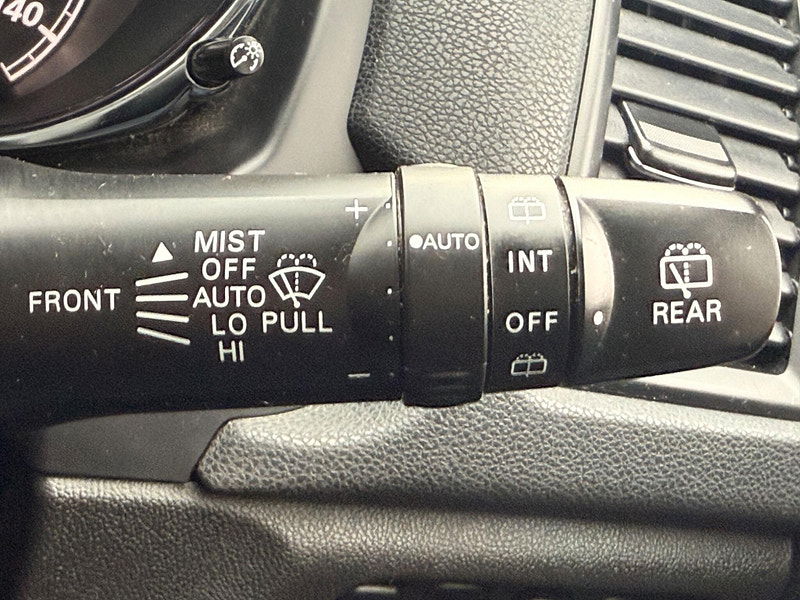 40
FRONT
MIST
OFF
AUTO
LO
HI
PULL
+
−
●AUTO
INT
OFF
REAR